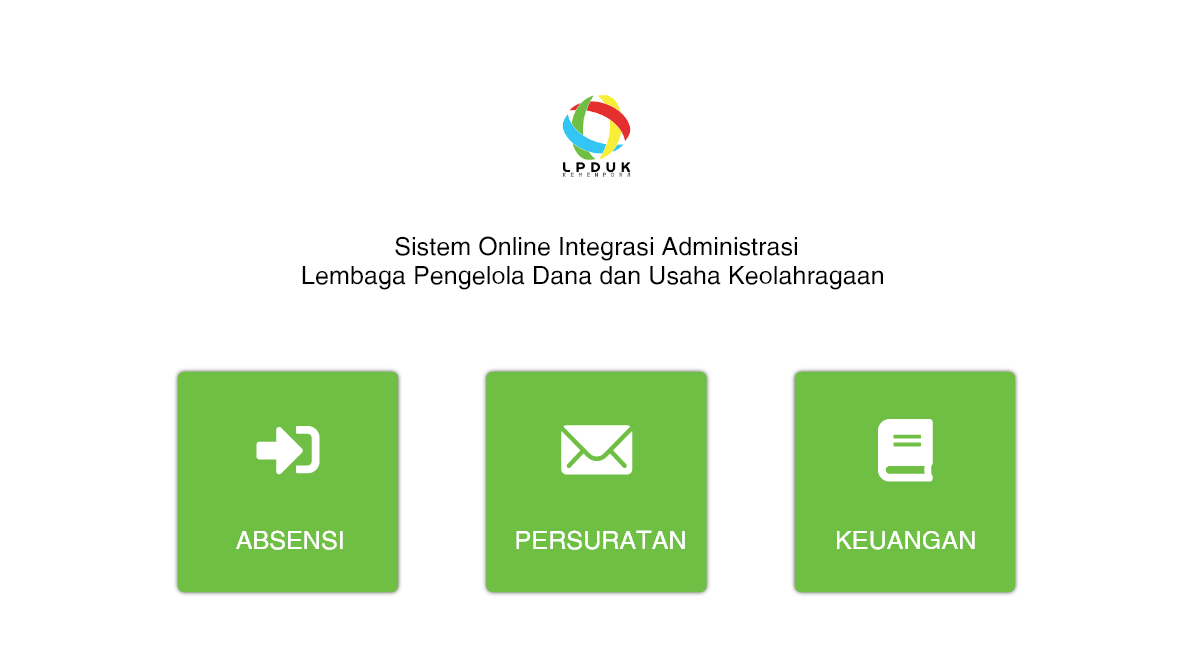 LPDUK
KEMENPORA
Sistem Online Integrasi Administrasi
Lembaga Pengelola Dana dan Usaha Keolahragaan
ABSENSI
PERSURATAN
KEUANGAN